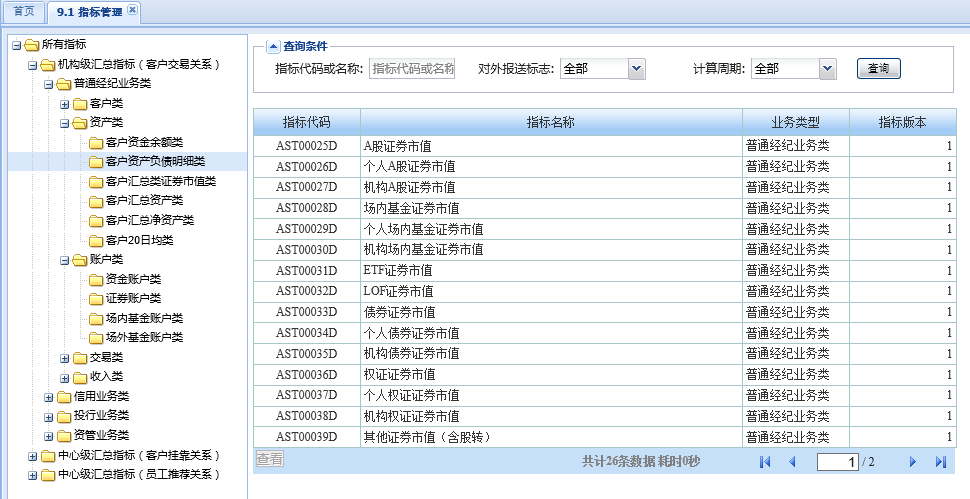 首页 9.1 指标管理
所有指标
机构级汇总指标（客户交易关系）
普通经纪业务类
客户类
资产类
客户资金余额类
客户资产负债明细类
客户汇总类证券市值类
客户汇总资产类
客户汇总净资产类
客户20日均类
账户类
资金账户类
证券账户类
场内基金账户类
场外基金账户类
交易类
收入类
信用业务类
投行业务类
资管业务类
中心级汇总指标（客户挂靠关系）
中心级汇总指标（员工推荐关系）
查询条件
指标代码或名称: 指标代码或名称 对外报送标志: 全部 计算周期: 全部 查询
指标代码 指标名称 业务类型 指标版本
AST00025D A股证券市值 普通经纪业务类 1
AST00026D 个人A股证券市值 普通经纪业务类 1
AST00027D 机构A股证券市值 普通经纪业务类 1
AST00028D 场内基金证券市值 普通经纪业务类 1
AST00029D 个人场内基金证券市值 普通经纪业务类 1
AST00030D 机构场内基金证券市值 普通经纪业务类 1
AST00031D ETF证券市值 普通经纪业务类 1
AST00032D LOF证券市值 普通经纪业务类 1
AST00033D 债券证券市值 普通经纪业务类 1
AST00034D 个人债券证券市值 普通经纪业务类 1
AST00035D 机构债券证券市值 普通经纪业务类 1
AST00036D 权证证券市值 普通经纪业务类 1
AST00037D 个人权证证券市值 普通经纪业务类 1
AST00038D 机构权证证券市值 普通经纪业务类 1
AST00039D 其他证券市值（含股转） 普通经纪业务类 1
查看 共计26条数据 耗时0秒 1 / 2